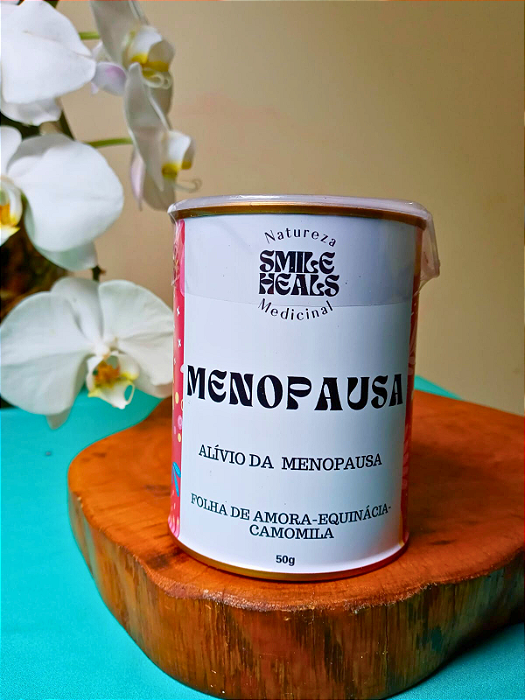 Natureza
SMILE
HEALS
Medicinal
MENOPAUSA
ALÍVIO DA MENOPAUSA
FOLHA DE AMORA-EQUINÁCIA-
CAMOMILA
50g